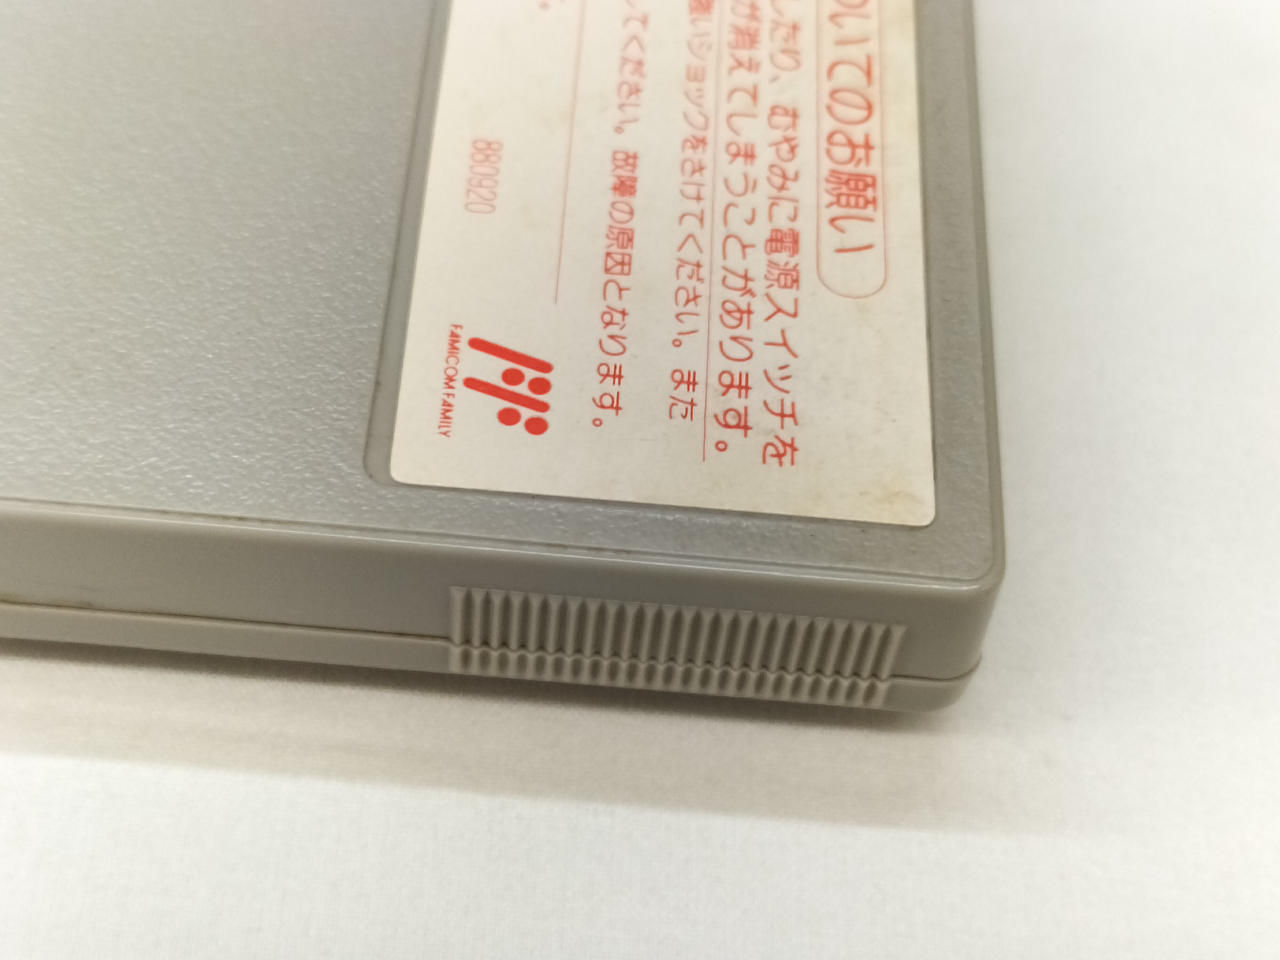 ついてのお願い
したり、むやみに電源スイッチを
が消えてしまうことがあります。
強いショックをさけてください。また
してください。故障の原因となります。
880920
FAMICOM FAMILY